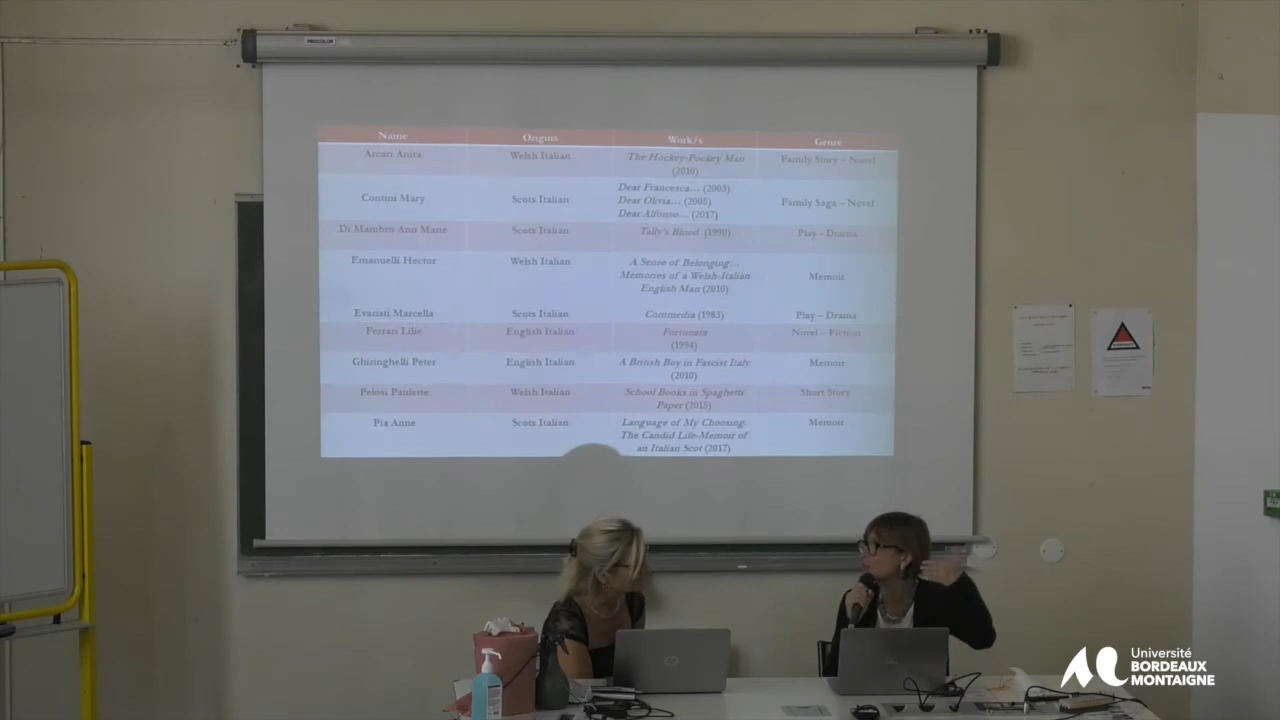 PROCOLOR
Name Origins Work/s Genre
Arcari Anita Welsh Italian The Hockey-Pockey Man (2010) Family Story – Novel
Contini Mary Scots Italian Dear Francesca… (2003)
Dear Olivia… (2005)
Dear Alfonso… (2017) Family Saga – Novel
Di Mambro Ann Marie Scots Italian Tally's Blood (1990) Play - Drama
Emanuelli Hector Welsh Italian A Sense of Belonging:..
Memories of a Welsh-Italian
English Man (2010) Memoir
Evaristi Marcella Scots Italian Commedia (1983) Play – Drama
Ferrari Lilie English Italian Fortunata
(1994) Novel – Fiction
Ghiringhelli Peter English Italian A British Boy in Fascist Italy
(2010) Memoir
Pelosi Paulette Welsh Italian School Books in Spaghetti
Paper (2015) Short Story
Pia Anne Scots Italian Language of My Choosing:
The Candid Life-Memoir of
an Italian Scot (2017) Memoir
hp
Université
BORDEAUX
MONTAIGNE